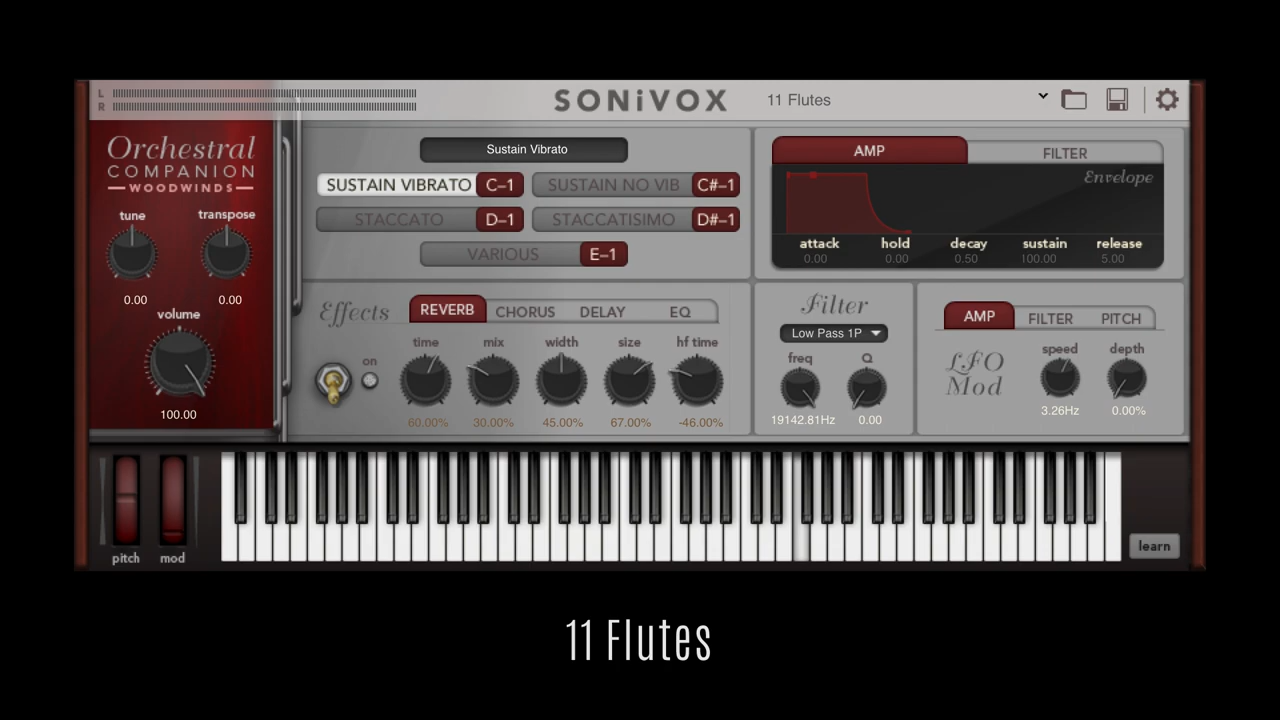 L
R
SONiVOX
11 Flutes
Orchestral
COMPANION
WOODWINDS
tune
transpose
0.00
0.00
volume
100.00
Sustain Vibrato
SUSTAIN VIBRATO C-1
SUSTAIN NO VIB C#-1
STACCATO D-1
STACCATISIMO D#-1
VARIOUS E-1
AMP
FILTER
Envelope
attack hold decay sustain release
0.00 0.00 0.50 100.00 5.00
Effects
REVERB CHORUS DELAY EQ
on
time mix width size hf time
60.00% 30.00% 45.00% 67.00% -46.00%
Filter
Low Pass 1P
freq Q
19142.81Hz 0.00
AMP FILTER PITCH
LFO
Mod
speed depth
3.26Hz 0.00%
pitch mod
learn
11 Flutes